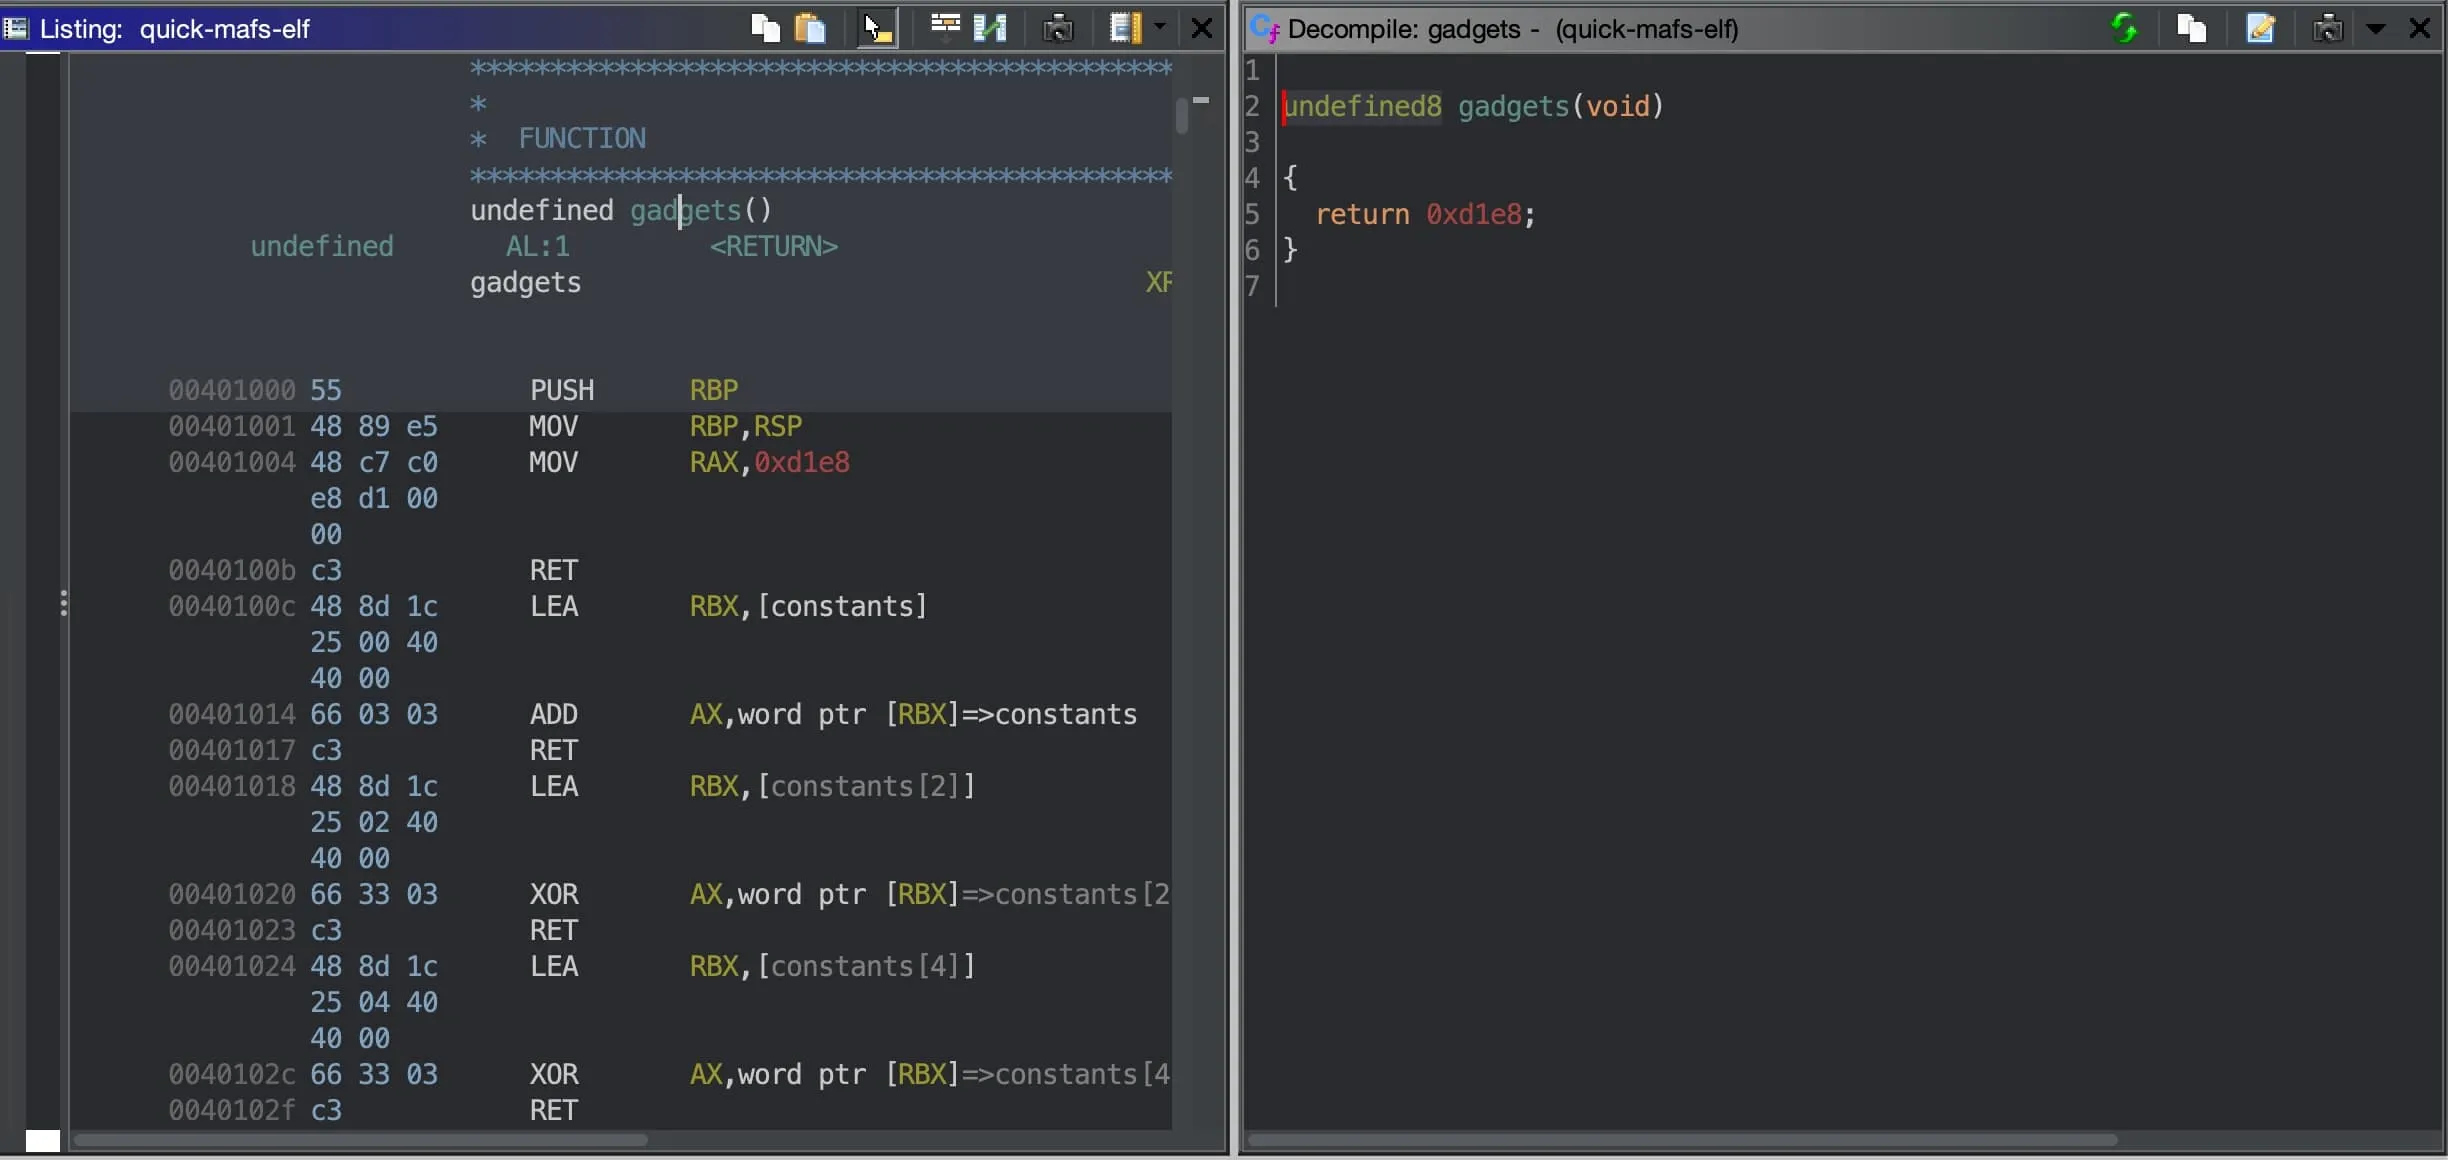 Listing: quick-mafs-elf
********************************************
*
* FUNCTION
********************************************
undefined gadgets()
undefined AL:1 <RETURN>
gadgets XR
00401000 55 PUSH RBP
00401001 48 89 e5 MOV RBP,RSP
00401004 48 c7 c0 MOV RAX,0xd1e8
e8 d1 00
00
0040100b c3 RET
0040100c 48 8d 1c LEA RBX,[constants]
25 00 40
40 00
00401014 66 03 03 ADD AX,word ptr [RBX]=>constants
00401017 c3 RET
00401018 48 8d 1c LEA RBX,[constants[2]]
25 02 40
40 00
00401020 66 33 03 XOR AX,word ptr [RBX]=>constants[2
00401023 c3 RET
00401024 48 8d 1c LEA RBX,[constants[4]]
25 04 40
40 00
0040102c 66 33 03 XOR AX,word ptr [RBX]=>constants[4
0040102f c3 RET
Decompile: gadgets - (quick-mafs-elf)
1
2 undefined8 gadgets(void)
3
4 {
5 return 0xd1e8;
6 }
7